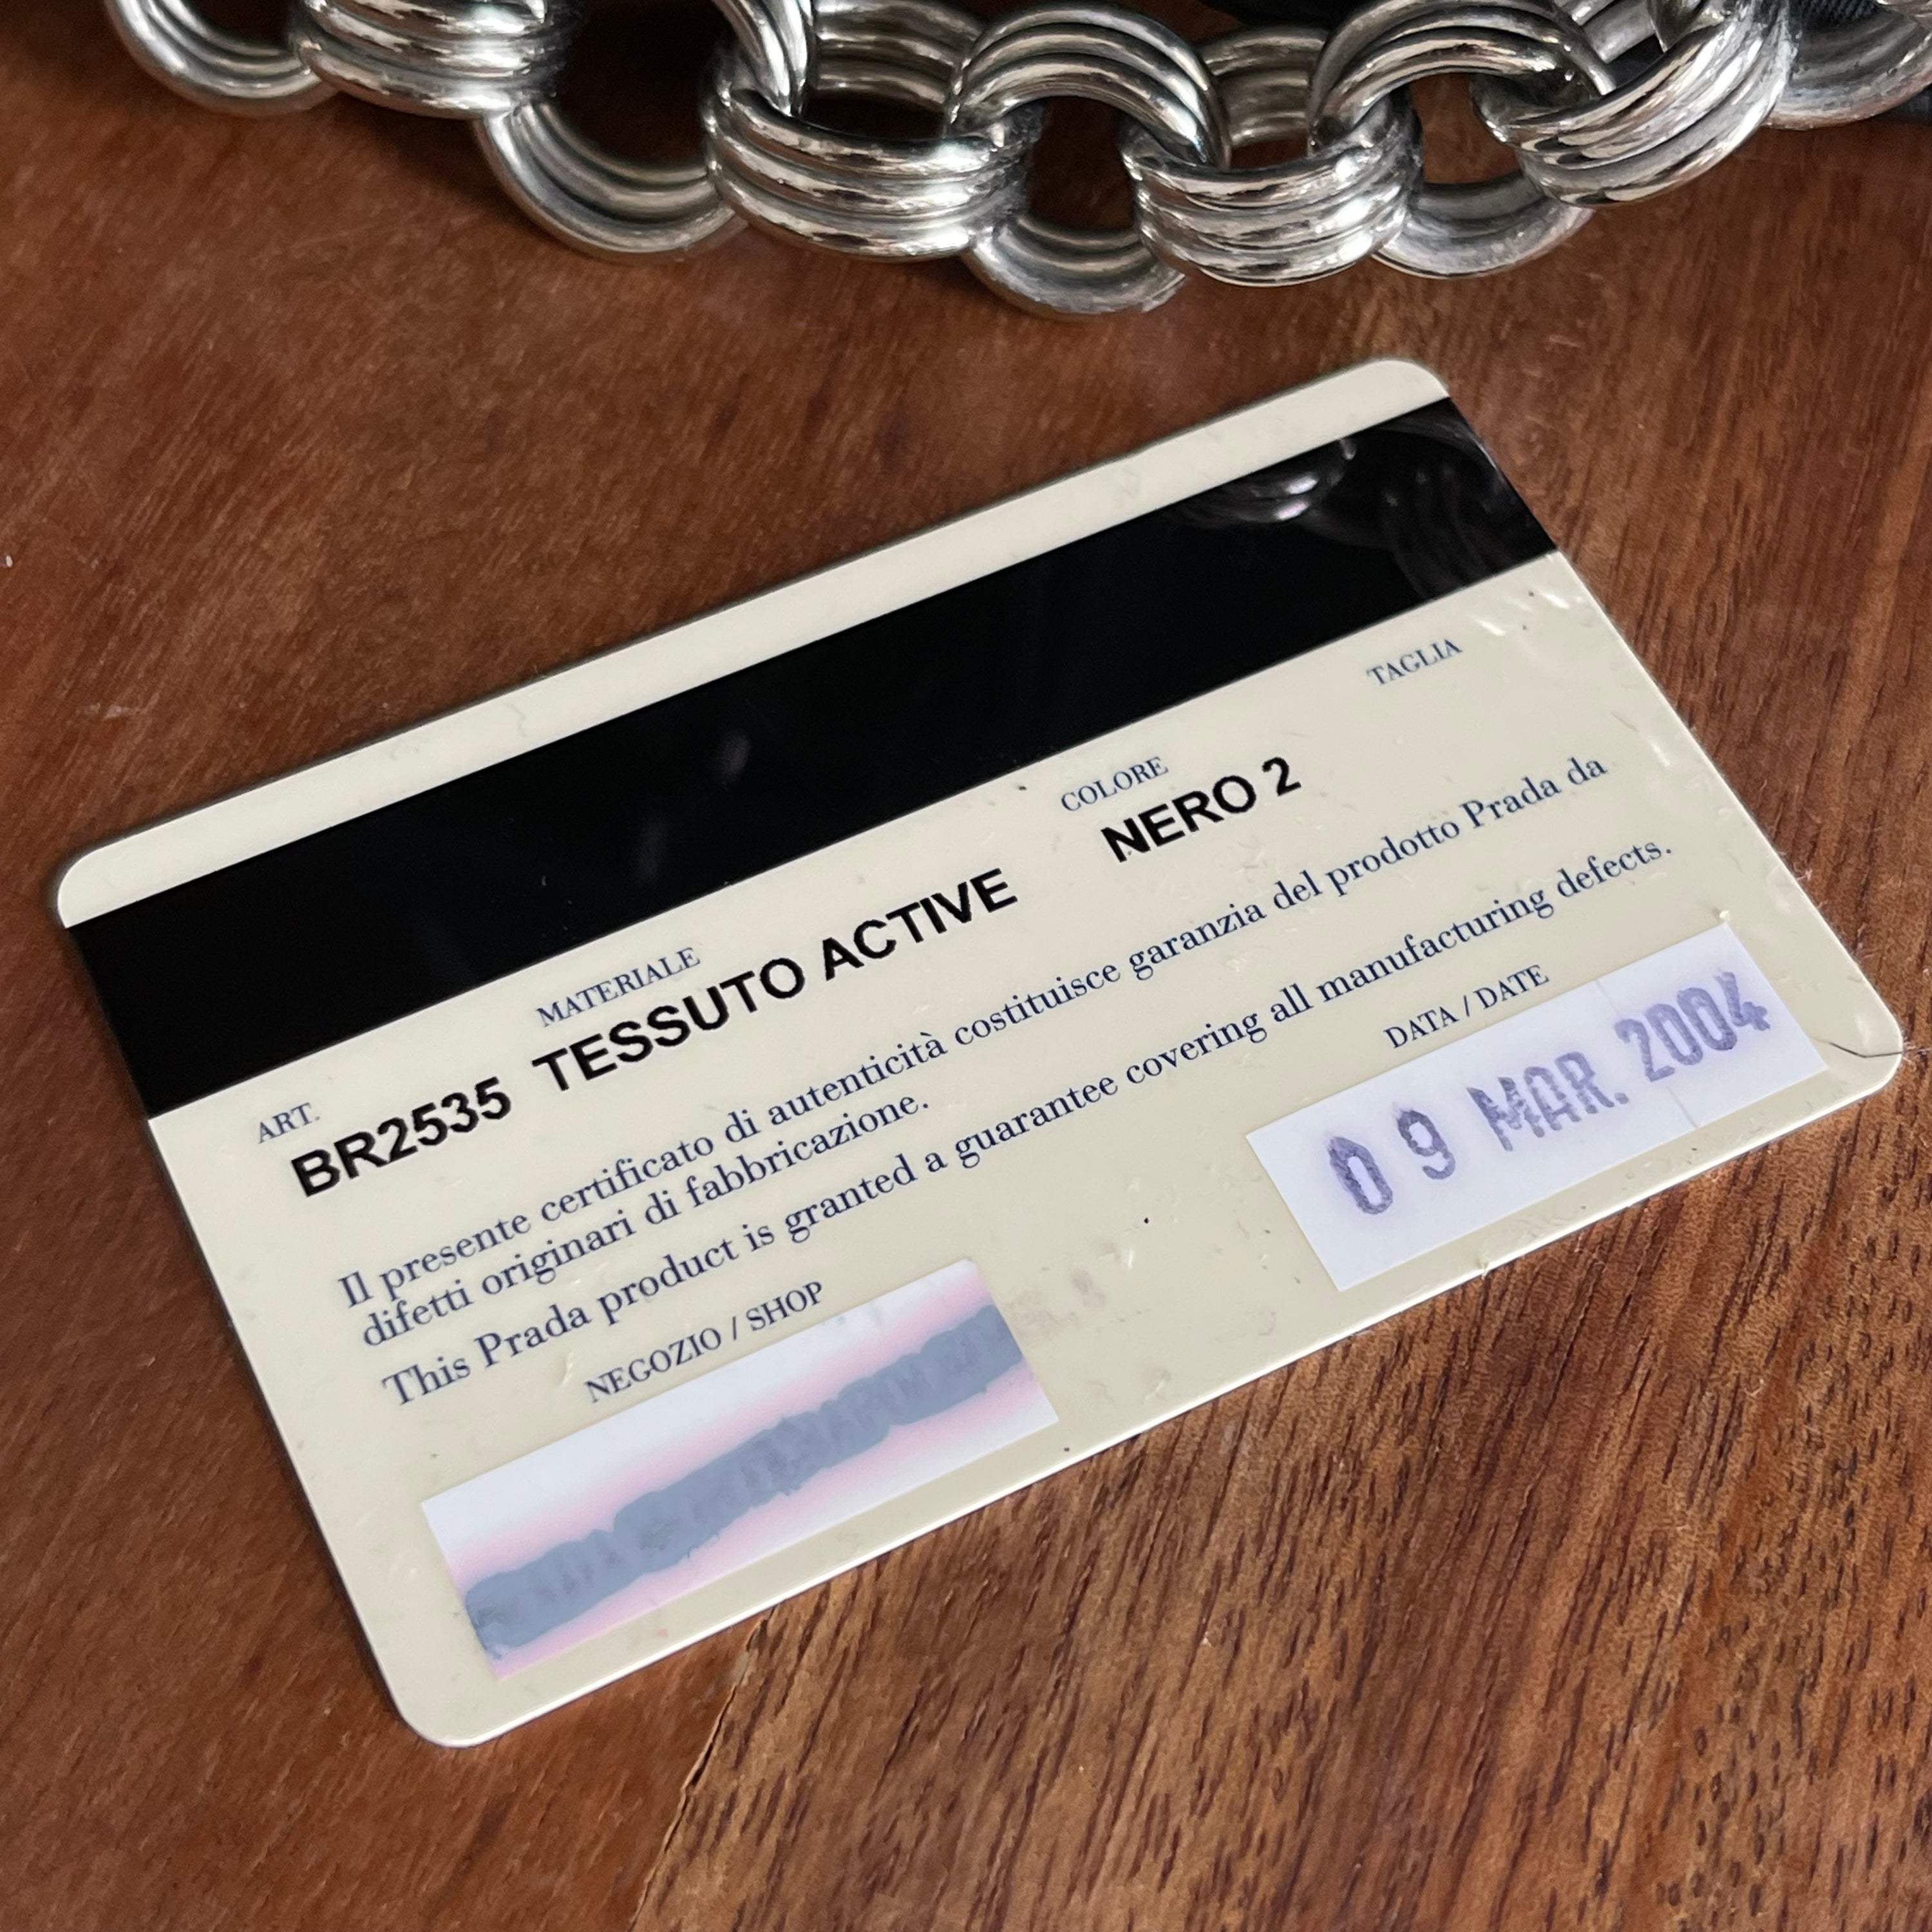 ART.
MATERIALE
COLORE
TAGLIA
BR2535 TESSUTO ACTIVE NERO 2
Il presente certificato di autenticità costituisce garanzia del prodotto Prada da
difetti originari di fabbricazione.
This Prada product is granted a guarantee covering all manufacturing defects.
NEGOZIO / SHOP
DATA / DATE
09 MAR. 2004